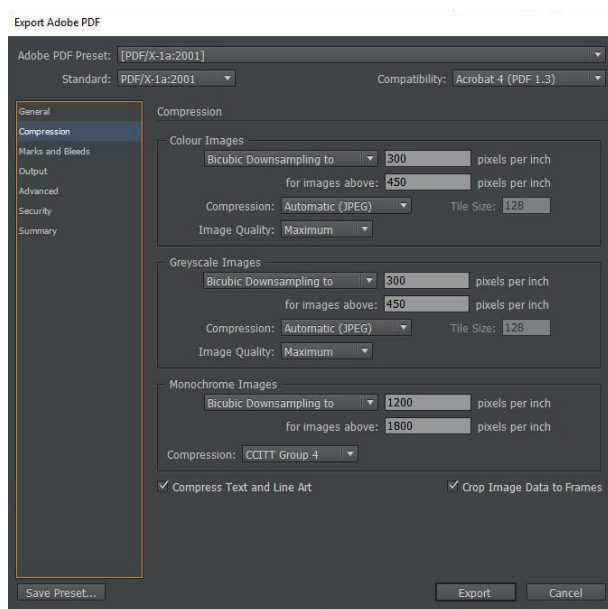 Export Adobe PDF
Adobe PDF Preset: [PDF/X-1a:2001]
Standard: PDF/X-1a:2001 Compatibility: Acrobat 4 (PDF 1.3)
General
Compression
Marks and Bleeds
Output
Advanced
Security
Summary
Compression
Colour Images
Bicubic Downsampling to 300 pixels per inch
for images above: 450 pixels per inch
Compression: Automatic (JPEG) Tile Size: 128
Image Quality: Maximum
Greyscale Images
Bicubic Downsampling to 300 pixels per inch
for images above: 450 pixels per inch
Compression: Automatic (JPEG) Tile Size: 128
Image Quality: Maximum
Monochrome Images
Bicubic Downsampling to 1200 pixels per inch
for images above: 1800 pixels per inch
Compression: CCITT Group 4
Compress Text and Line Art Crop Image Data to Frames
Save Preset... Export Cancel